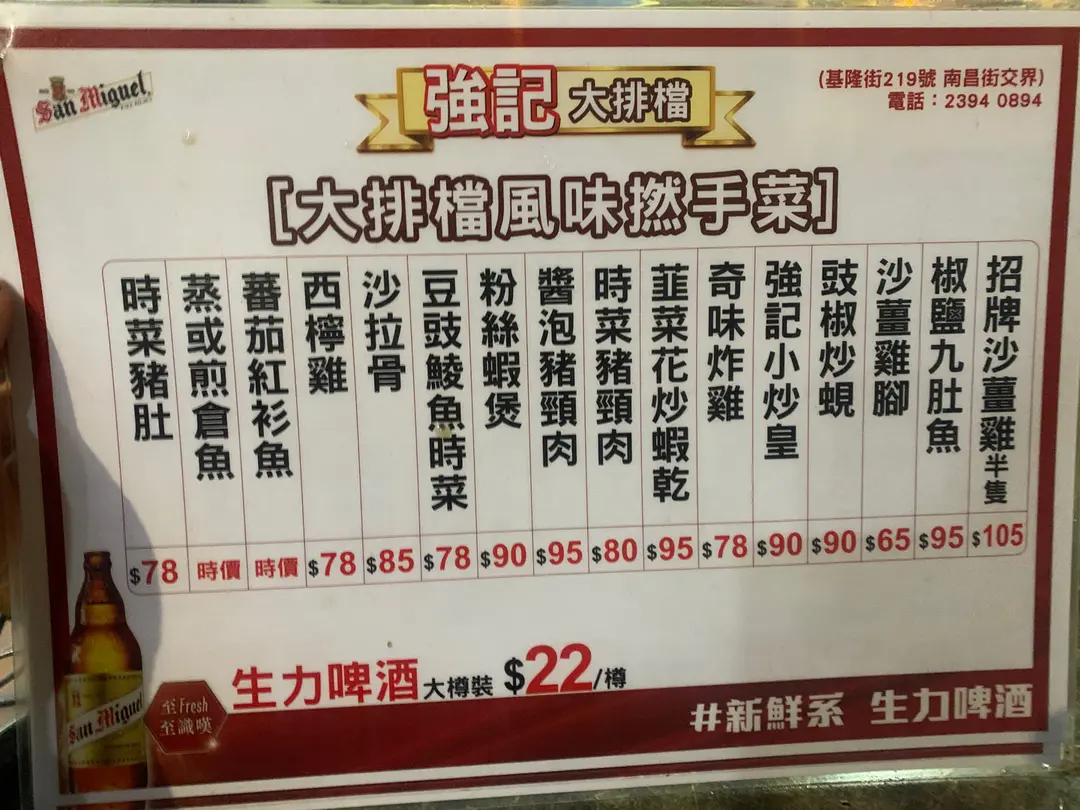 San Miguel
強記 大排檔
(基隆街219號 南昌街交界)
電話：2394 0894
[大排檔風味撚手菜]
招牌沙薑雞半隻 $105
椒鹽九肚魚 $95
沙薑雞腳 $65
豉椒炒蜆 $90
強記小炒皇 $90
奇味炸雞 $78
韮菜花炒蝦乾 $95
時菜豬頸肉 $80
醬泡豬頸肉 $95
粉絲蝦煲 $90
豆豉鯪魚時菜 $78
沙拉骨 $85
西檸雞 $78
蕃茄紅衫魚 時價
蒸或煎倉魚 時價
時菜豬肚 $78
生力啤酒 大樽裝 $22/樽
至Fresh
至識嘆
San Miguel
#新鮮系 生力啤酒